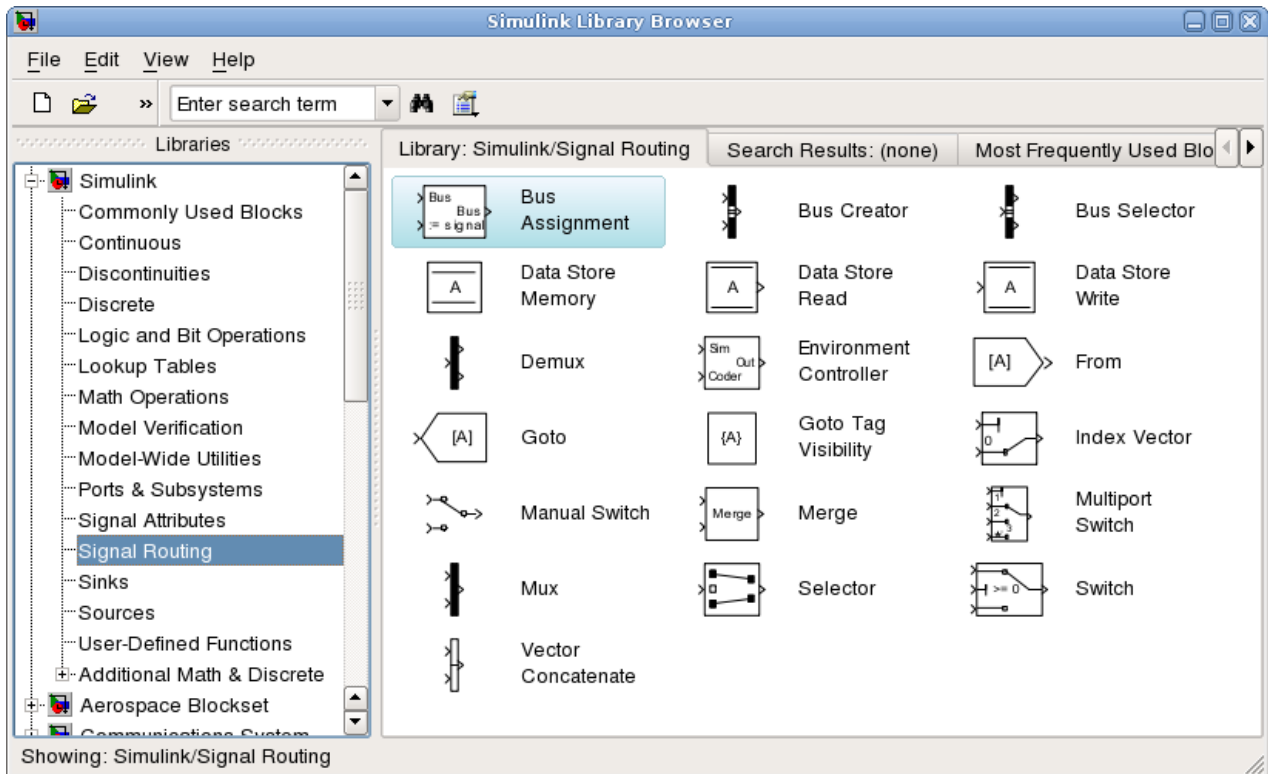 Simulink Library Browser
File Edit View Help
» Enter search term
Libraries
Simulink
Commonly Used Blocks
Continuous
Discontinuities
Discrete
Logic and Bit Operations
Lookup Tables
Math Operations
Model Verification
Model-Wide Utilities
Ports & Subsystems
Signal Attributes
Signal Routing
Sinks
Sources
User-Defined Functions
Additional Math & Discrete
Aerospace Blockset
Communications System
Library: Simulink/Signal Routing Search Results: (none) Most Frequently Used Blo
Bus
Bus
:= signal
Bus
Assignment
Bus Creator
Bus Selector
A
Data Store
Memory
A
Data Store
Read
A
Data Store
Write
Demux
Sim
Out
Coder
Environment
Controller
[A]
From
[A]
Goto
{A}
Goto Tag
Visibility
0
Index Vector
Manual Switch
Merge
Merge
1
2
3
*
Multiport
Switch
Mux
Selector
>= 0
Switch
Vector
Concatenate
Showing: Simulink/Signal Routing